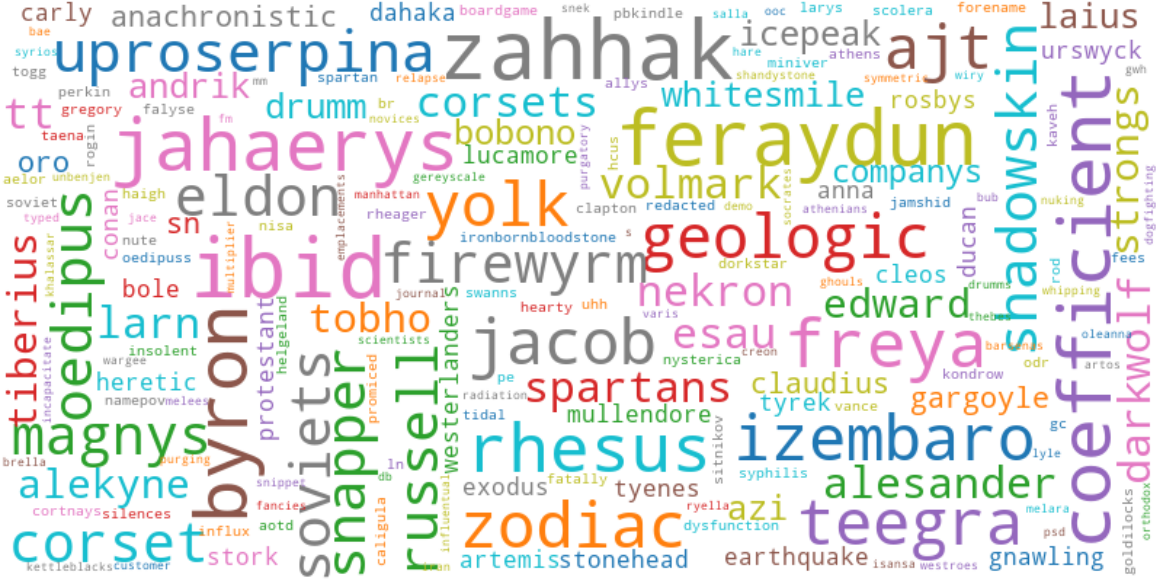 carly
anachronistic
dahaka
boardgame
snek
pbkindle
salla
ooc
larys
scolera
forename
laius
bae
syrios
uproserpina
zahhak
icepeak
athens
ajt
urswyck
togg
hare
miniver
gwh
perkin
andrik
mm
spartan
relapse
allys
shandystone
symmetric
wiry
tt
gregory
falyse
drumm
br
corsets
whitesmile
rosbys
shadowskin
coefficient
strongs
kaveh
taena
rogin
fm
novices
jahaerys
bobono
purgatory
hcus
feraydun
oro
lucamore
companys
dogfighting
aelor
unbenjen
gereyscale
volmark
socrates
anna
jamshid
bub
nuking
soviet
oedipus
conan
haigh
eldon
emplacements
manhattan
yolk
clapton
redacted
demo
typed
jace
sn
rheager
athenians
ducan
khalassar
nute
nisa
ironbornbloodstone
s
geologic
oedipuss
multiplier
ibid
firewyrm
dorkstar
cleos
rod
fees
tiberius
bole
journal
swanns
nekron
ghouls
drumms
whipping
larn
byron
protestant
helgeland
tobho
westerlanders
hearty
uhh
varis
edward
thebes
darkwolf
insolent
scientists
jacob
esau
freya
oleanna
wargee
nysterica
creon
bartongs
odr
artos
incapacitate
heretic
soviets
snapper
promiced
russell
pe
spartans
claudius
kondrow
namepov
melees
radiation
tyrek
vance
gargoyle
magnys
tidal
mullendore
gc
rhesus
sitnikov
izembaro
lyle
brella
purging
ln
db
syphilis
alekyne
snippet
exodus
fatally
tyenes
alesander
goldilocks
orthodox
cortnays
silences
fancies
caligula
influentual
zodiac
ryella
azi
teegra
melara
corset
influx
aotd
dysfunction
psd
stork
iran
artemis
stonehead
earthquake
isansa
westroes
gnawling
kettleblacks
customer